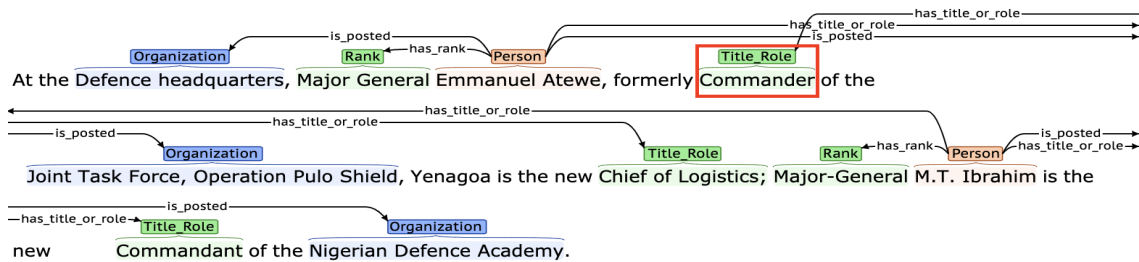 has_title_or_role
has_title_or_role
is_posted is_posted
Organization Rank has_rank Person Title_Role
At the Defence headquarters, Major General Emmanuel Atewe, formerly Commander of the
has_title_or_role
has_title_or_role
is_posted is_posted
Organization Title_Role Rank has_rank Person has_title_or_role
Joint Task Force, Operation Pulo Shield, Yenagoa is the new Chief of Logistics; Major-General M.T. Ibrahim is the
is_posted
has_title_or_role Title_Role Organization
new Commandant of the Nigerian Defence Academy.